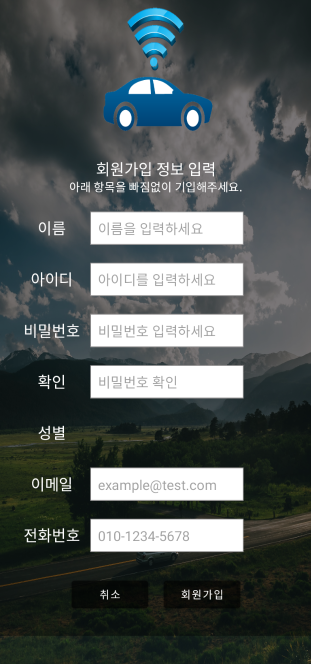 회원가입 정보 입력
아래 항목을 빠짐없이 기입해주세요.
이름 이름을 입력하세요
아이디 아이디를 입력하세요
비밀번호 비밀번호 입력하세요
확인 비밀번호 확인
성별
이메일 example@test.com
전화번호 010-1234-5678
취소 회원가입